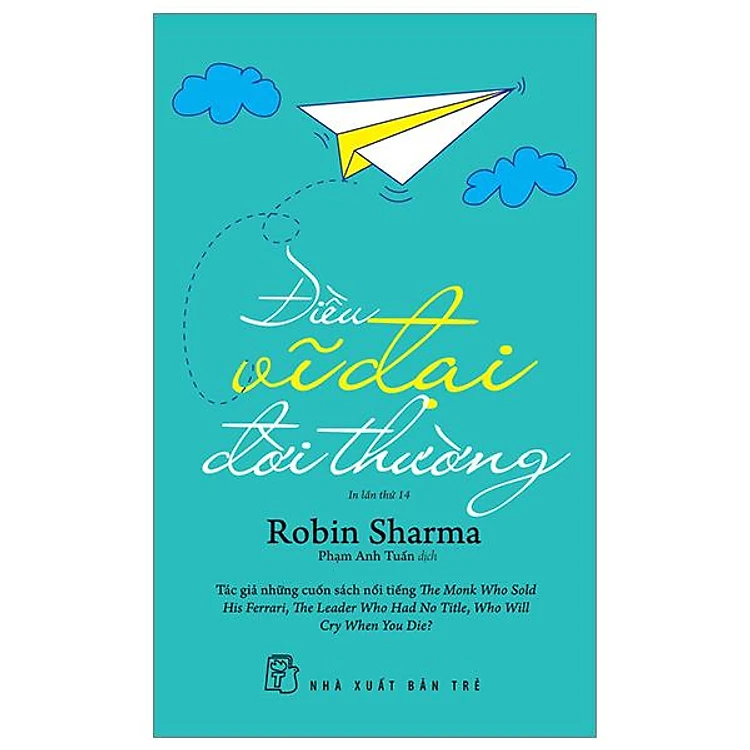 Điều
vĩ đại
đời thường
In lần thứ 14
Robin Sharma
Phạm Anh Tuấn dịch
Tác giả những cuốn sách nổi tiếng The Monk Who Sold
His Ferrari, The Leader Who Had No Title, Who Will
Cry When You Die?
NHÀ XUẤT BẢN TRẺ